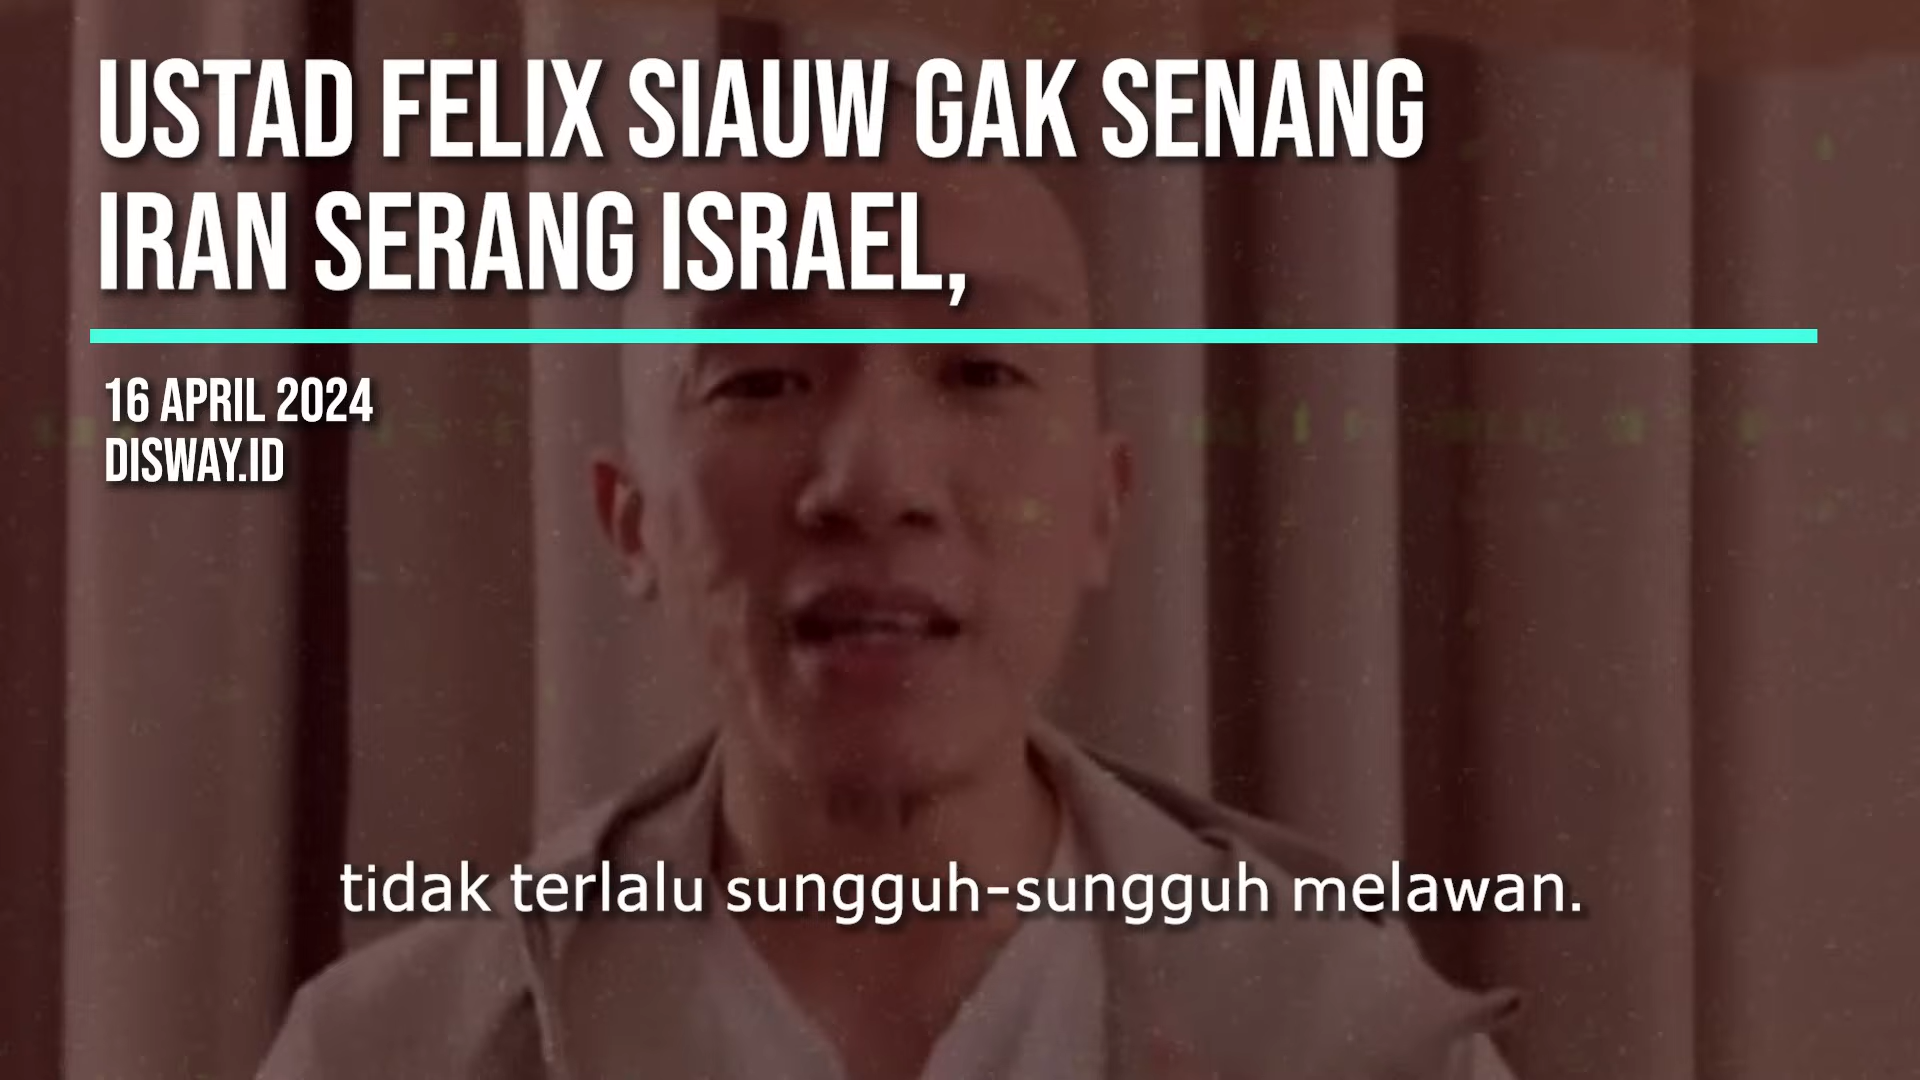 USTAD FELIX SIAUW GAK SENANG
IRAN SERANG ISRAEL,
16 APRIL 2024
DISWAY.ID
tidak terlalu sungguh-sungguh melawan.